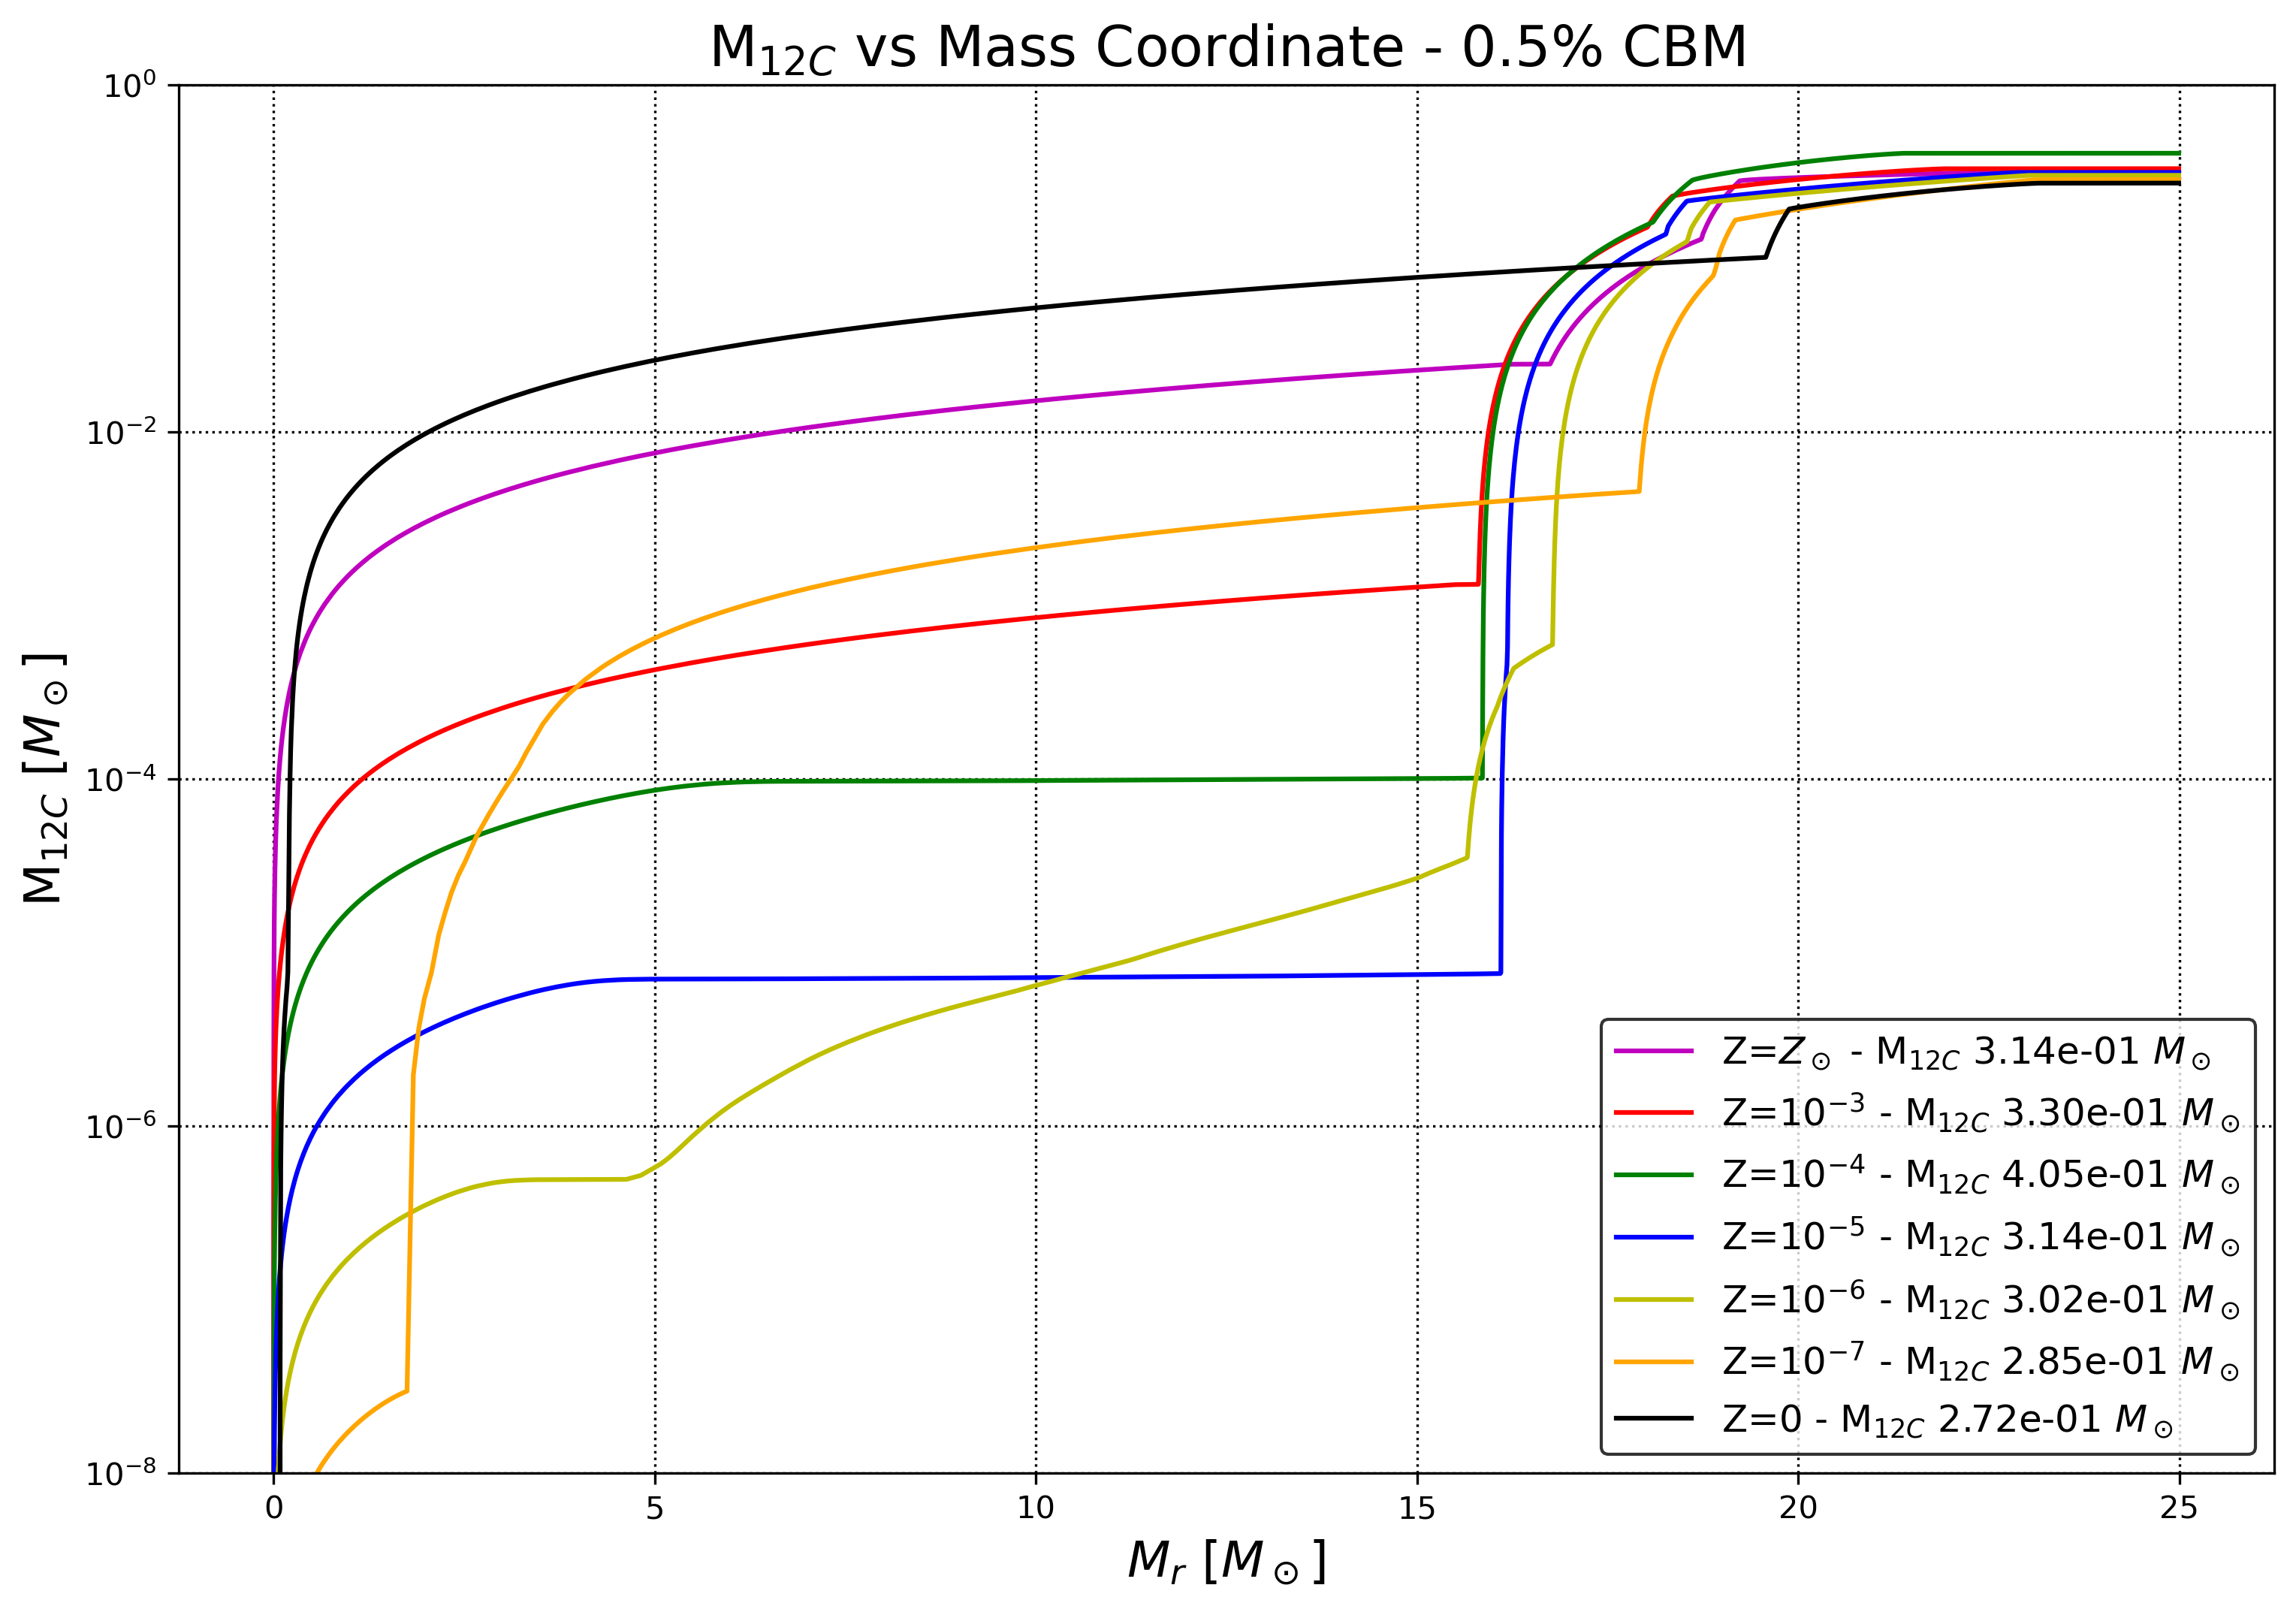 M₁₂C vs Mass Coordinate - 0.5% CBM
10⁰
10⁻²
10⁻⁴
10⁻⁶
10⁻⁸
M₁₂C [M⊙]
0 5 10 15 20 25
Mᵣ [M⊙]
Z=Z⊙ - M₁₂C 3.14e-01 M⊙
Z=10⁻³ - M₁₂C 3.30e-01 M⊙
Z=10⁻⁴ - M₁₂C 4.05e-01 M⊙
Z=10⁻⁵ - M₁₂C 3.14e-01 M⊙
Z=10⁻⁶ - M₁₂C 3.02e-01 M⊙
Z=10⁻⁷ - M₁₂C 2.85e-01 M⊙
Z=0 - M₁₂C 2.72e-01 M⊙